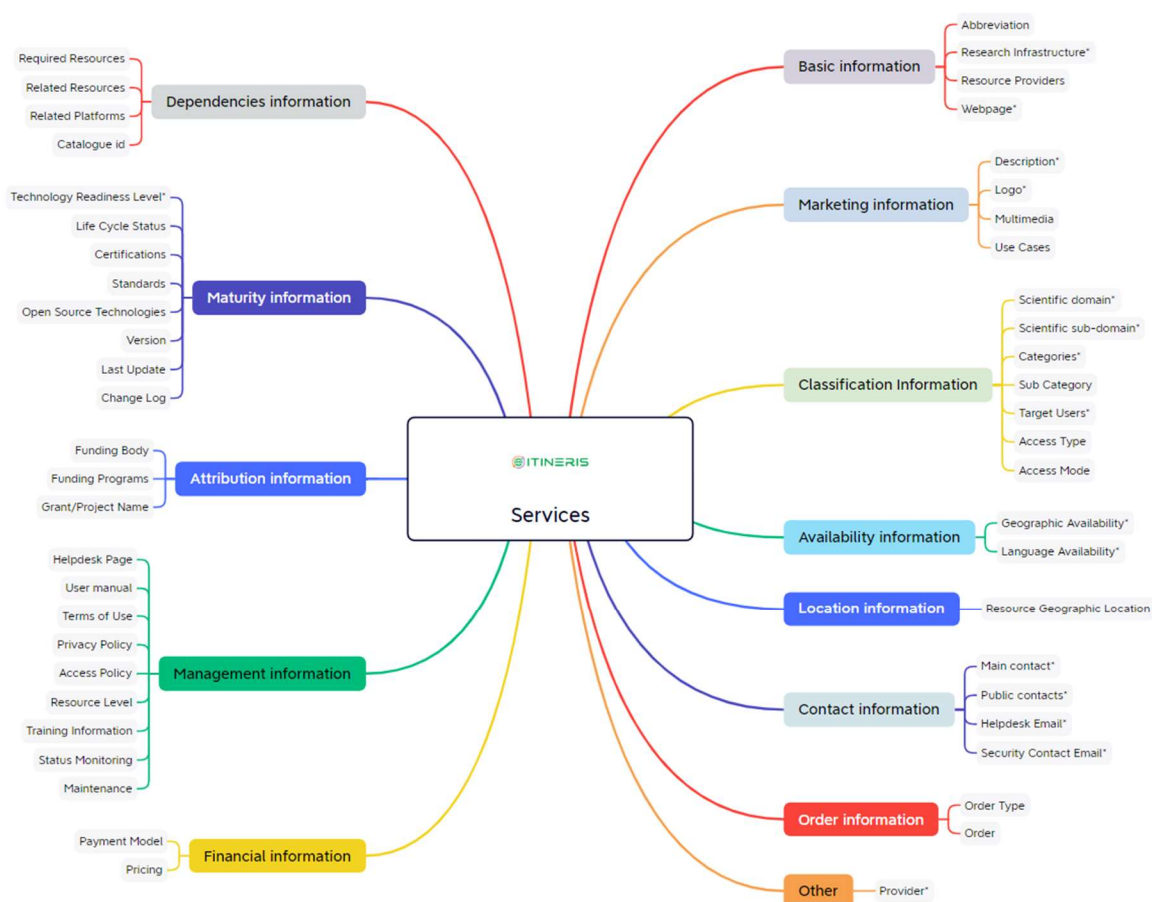 Required Resources
Related Resources
Related Platforms
Catalogue id
Dependencies information
Technology Readiness Level*
Life Cycle Status
Certifications
Standards
Open Source Technologies
Version
Last Update
Change Log
Maturity information
Funding Body
Funding Programs
Grant/Project Name
Attribution information
Helpdesk Page
User manual
Terms of Use
Privacy Policy
Access Policy
Resource Level
Training Information
Status Monitoring
Maintenance
Management information
Payment Model
Pricing
Financial information
ITINERIS
Services
Basic information
Abbreviation
Research Infrastructure*
Resource Providers
Webpage*
Marketing information
Description*
Logo*
Multimedia
Use Cases
Classification Information
Scientific domain*
Scientific sub-domain*
Categories*
Sub Category
Target Users*
Access Type
Access Mode
Availability information
Geographic Availability*
Language Availability*
Location information
Resource Geographic Location
Contact information
Main contact*
Public contacts*
Helpdesk Email*
Security Contact Email*
Order information
Order Type
Order
Other
Provider*